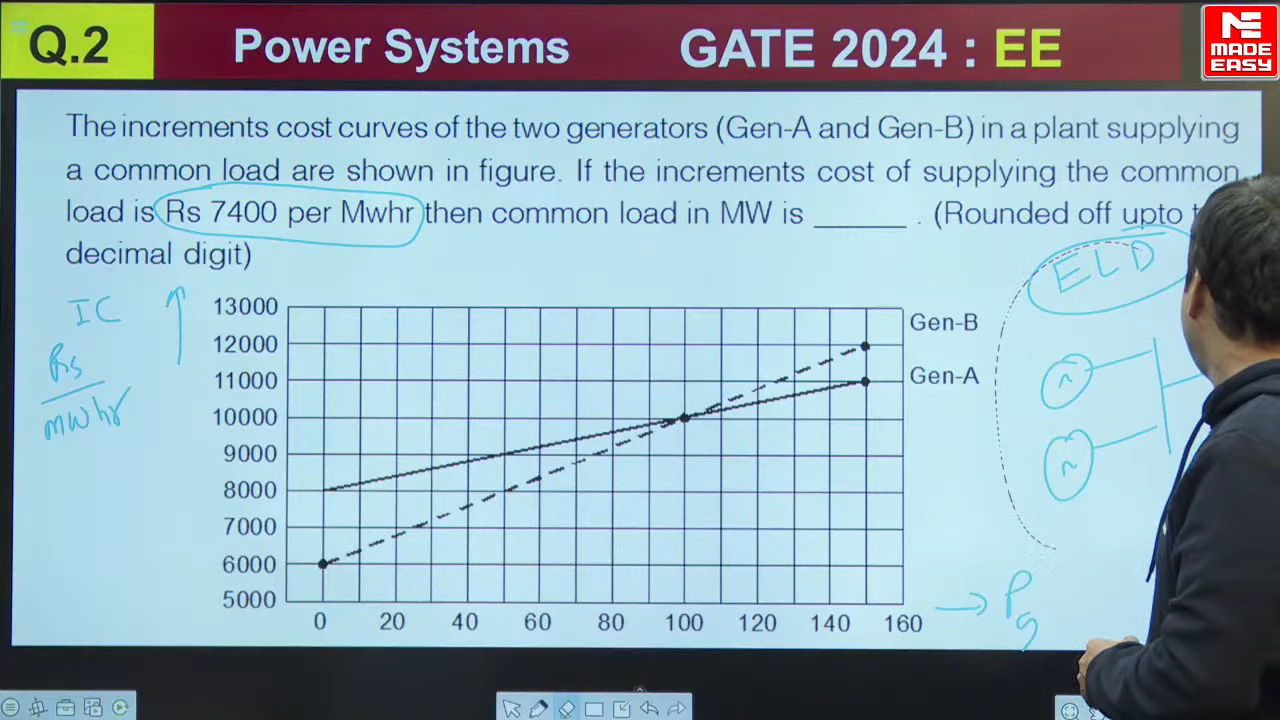 Q.2
Power Systems
GATE 2024 : EE
MADE
EASY
The increments cost curves of the two generators (Gen-A and Gen-B) in a plant supplying
a common load are shown in figure. If the increments cost of supplying the common
load is Rs 7400 per Mwhr then common load in MW is ______ . (Rounded off upto
decimal digit)
ELD
IC
Rs
MWhr
13000
12000
11000
10000
9000
8000
7000
6000
5000
Gen-B
Gen-A
0 20 40 60 80 100 120 140 160
→ Pg